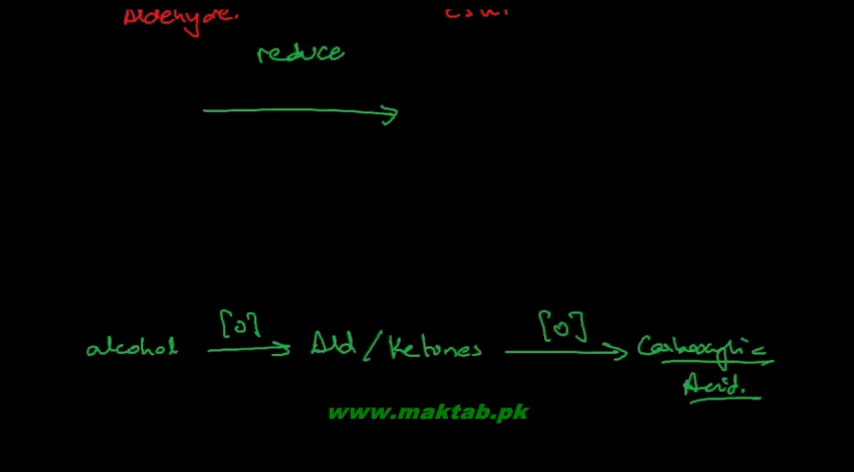 Aldehyde.
reduce
[O] [O]
alcohol Ald/Ketones Carboxylic
Acid.
www.maktab.pk